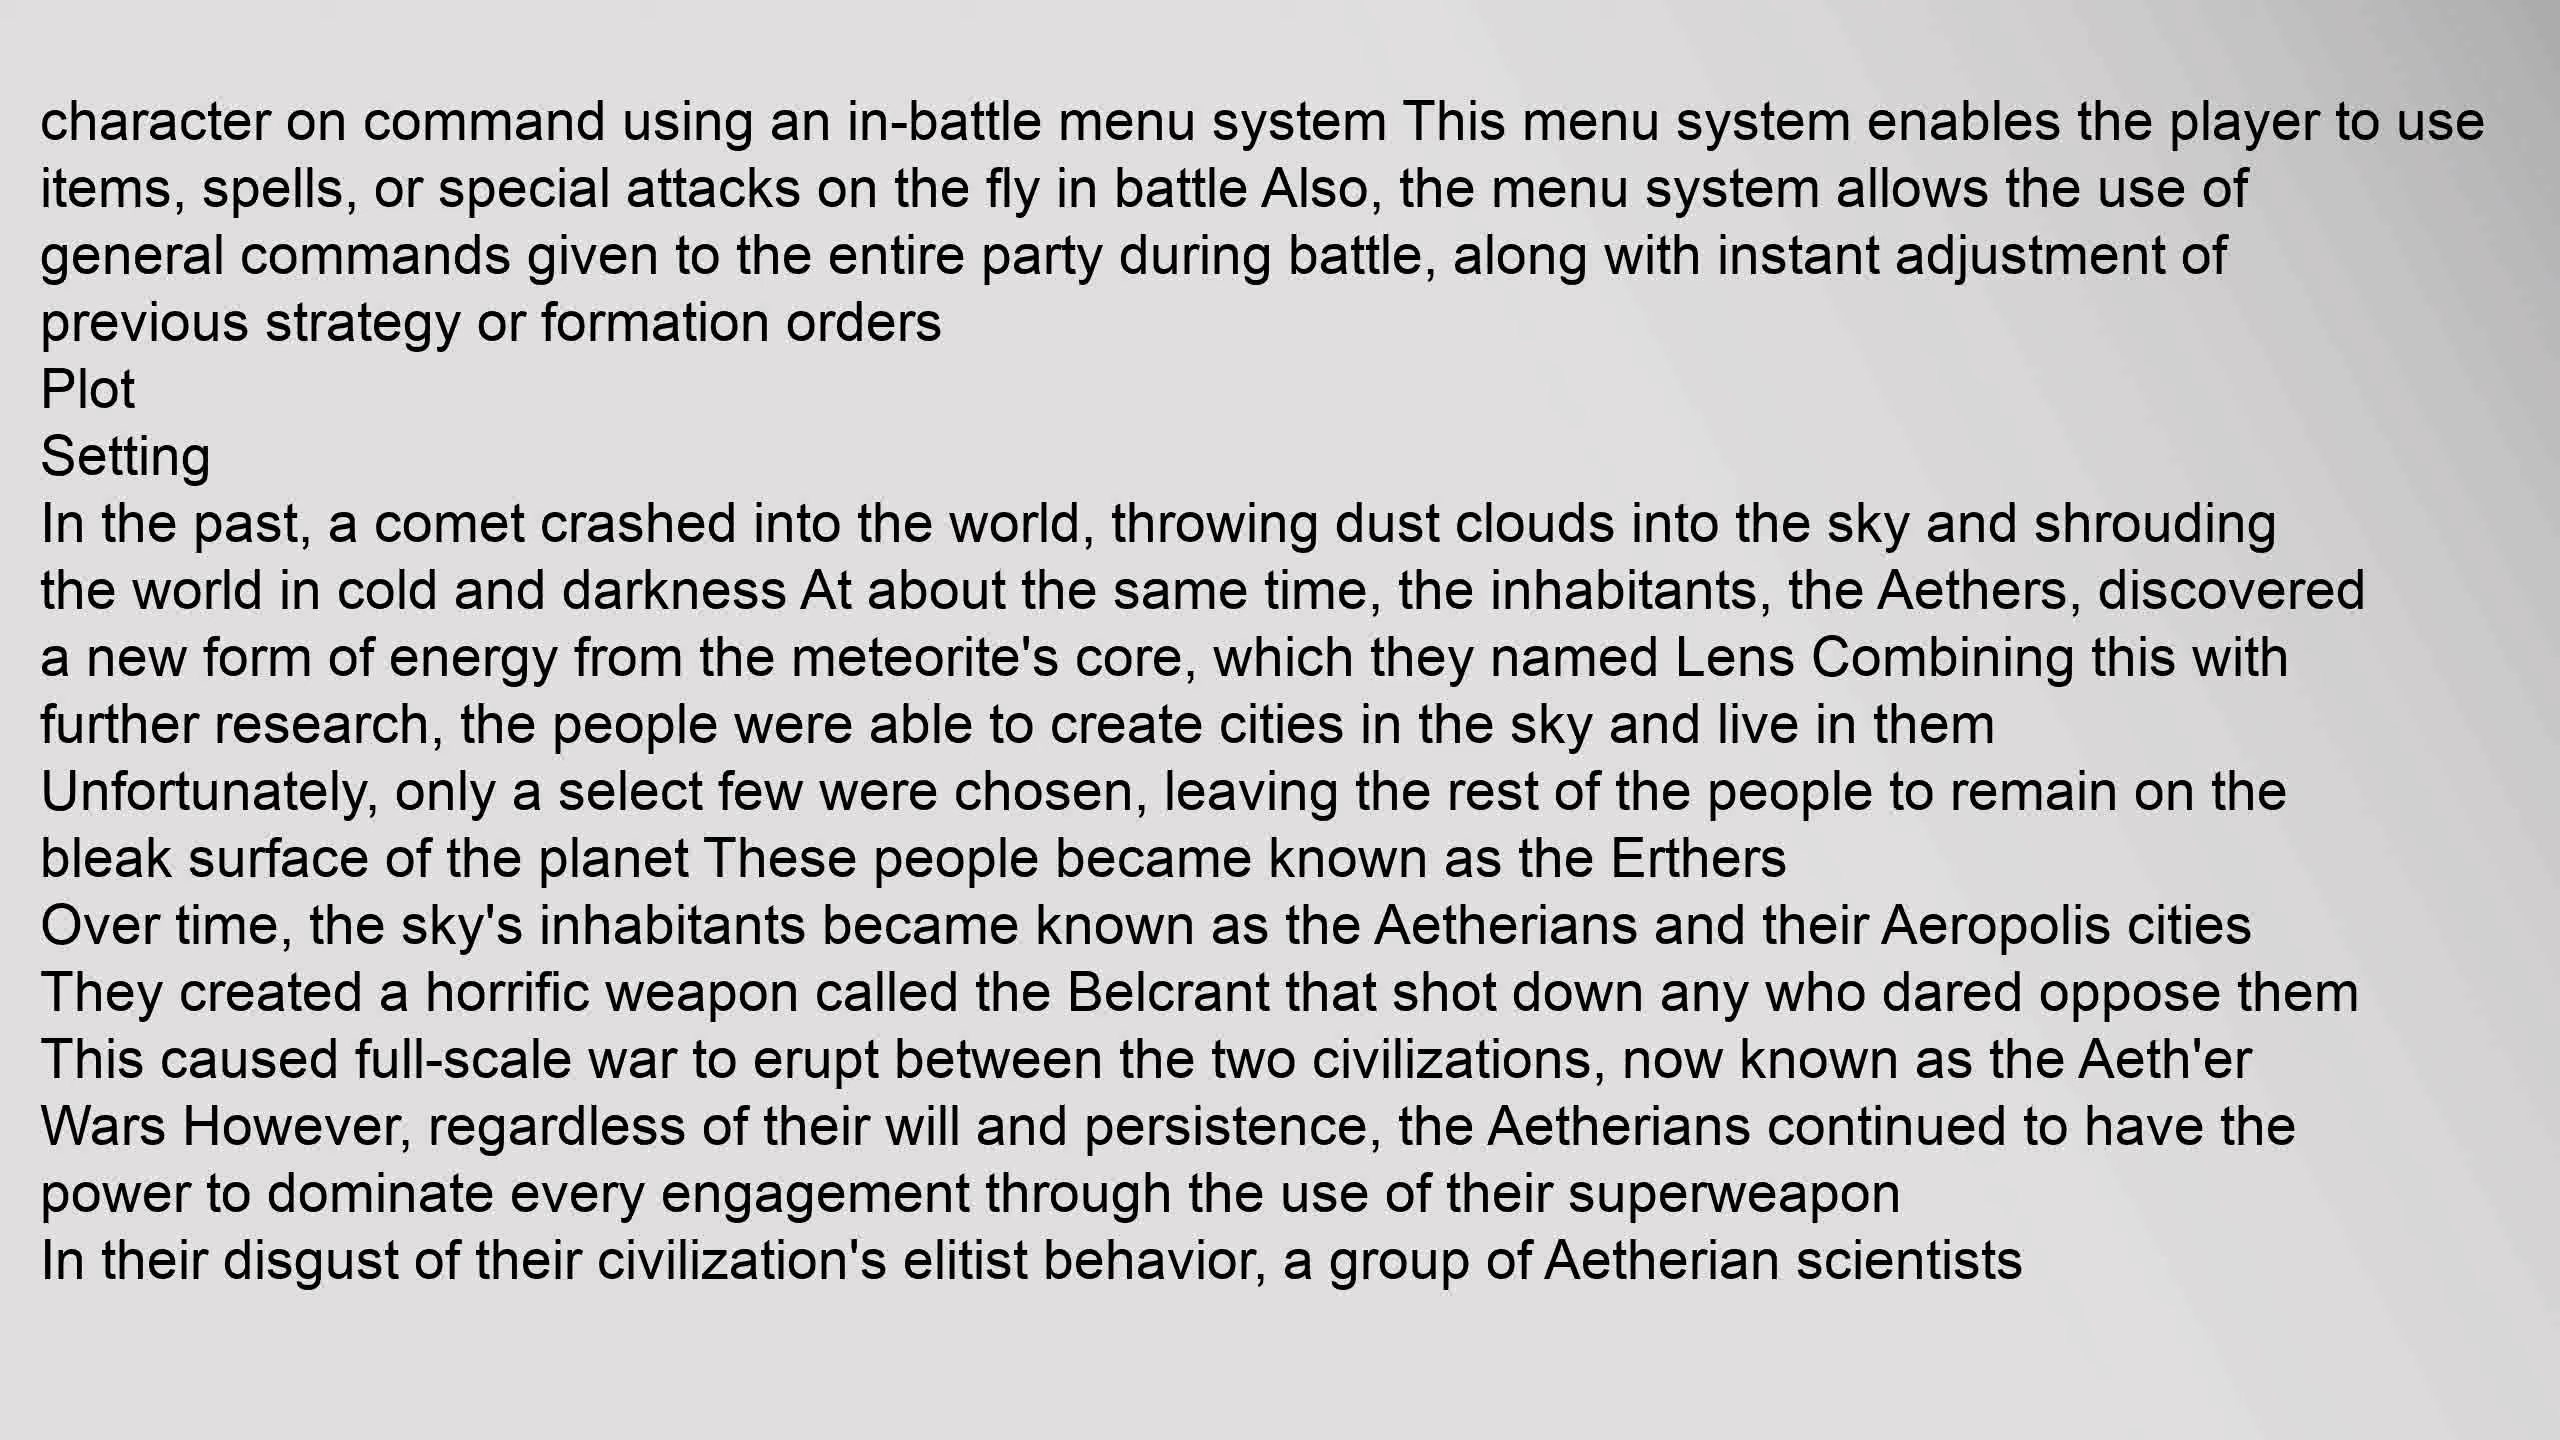 character on command using an in-battle menu system This menu system enables the player to use
items, spells, or special attacks on the fly in battle Also, the menu system allows the use of
general commands given to the entire party during battle, along with instant adjustment of
previous strategy or formation orders
Plot
Setting
In the past, a comet crashed into the world, throwing dust clouds into the sky and shrouding
the world in cold and darkness At about the same time, the inhabitants, the Aethers, discovered
a new form of energy from the meteorite's core, which they named Lens Combining this with
further research, the people were able to create cities in the sky and live in them
Unfortunately, only a select few were chosen, leaving the rest of the people to remain on the
bleak surface of the planet These people became known as the Erthers
Over time, the sky's inhabitants became known as the Aetherians and their Aeropolis cities
They created a horrific weapon called the Belcrant that shot down any who dared oppose them
This caused full-scale war to erupt between the two civilizations, now known as the Aeth'er
Wars However, regardless of their will and persistence, the Aetherians continued to have the
power to dominate every engagement through the use of their superweapon
In their disgust of their civilization's elitist behavior, a group of Aetherian scientists